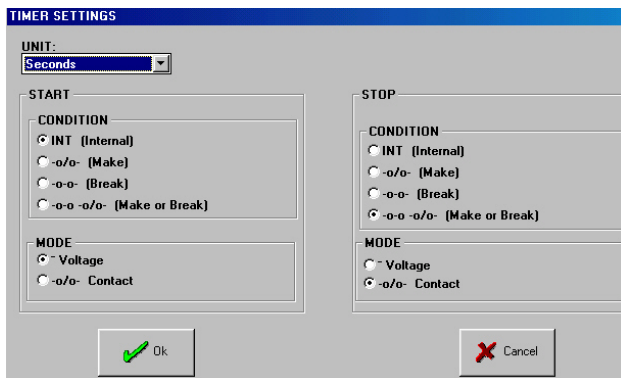 TIMER SETTINGS
UNIT:
Seconds
START
CONDITION
INT (Internal)
-o/o- (Make)
-o-o- (Break)
-o-o -o/o- (Make or Break)
MODE
‾ Voltage
-o/o- Contact
STOP
CONDITION
INT (Internal)
-o/o- (Make)
-o-o- (Break)
-o-o -o/o- (Make or Break)
MODE
‾ Voltage
-o/o- Contact
Ok
Cancel